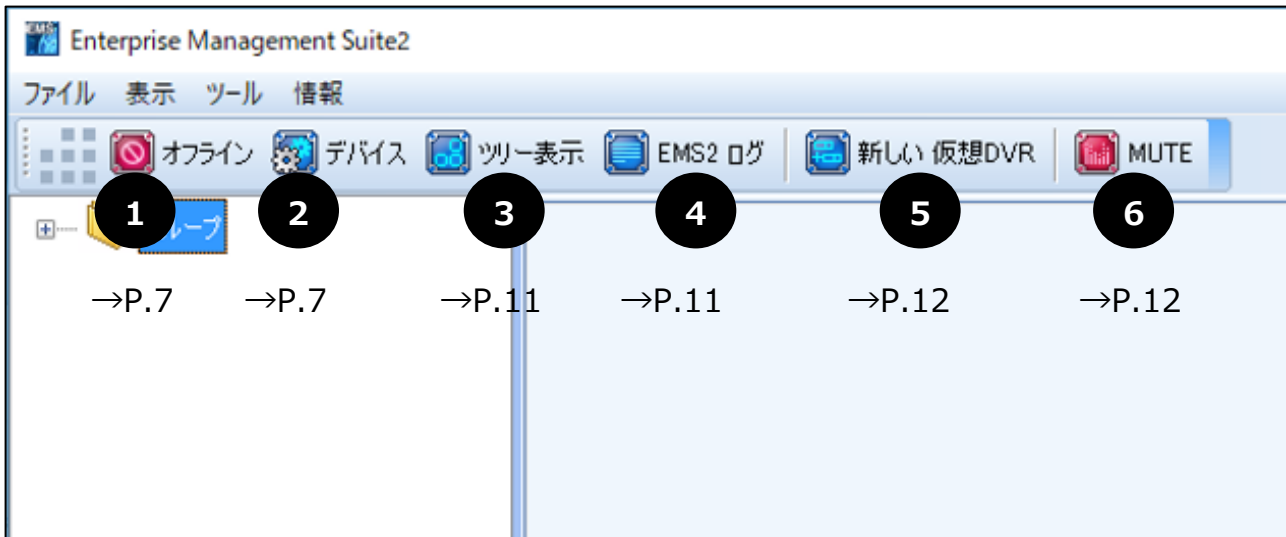 Enterprise Management Suite2
ファイル 表示 ツール 情報
オフライン デバイス ツリー表示 EMS2 ログ 新しい 仮想DVR MUTE
1 2 3 4 5 6
→P.7 →P.7 →P.11 →P.11 →P.12 →P.12